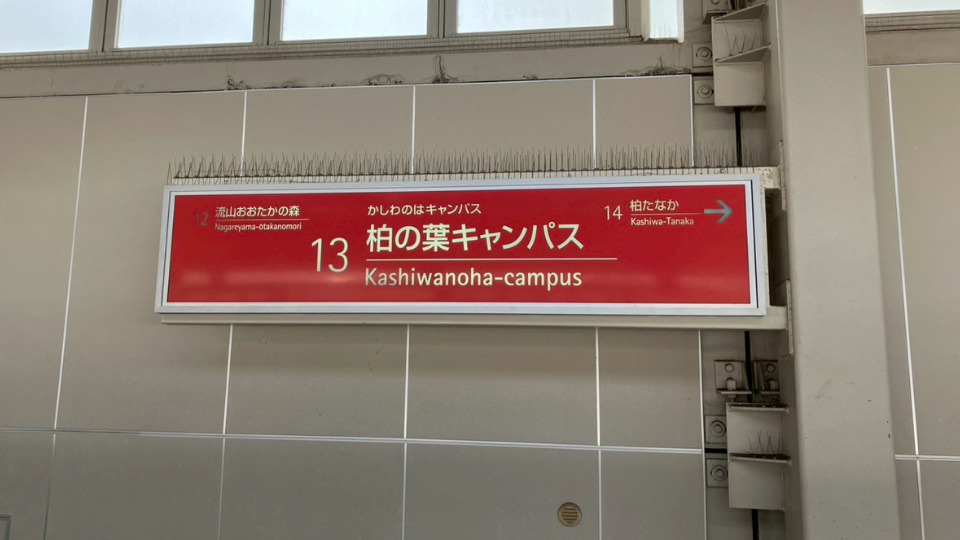 12 流山おおたかの森
Nagareyama-ōtakanomori
かしわのはキャンパス
13 柏の葉キャンパス
Kashiwanoha-campus
14 柏たなか
Kashiwa-Tanaka